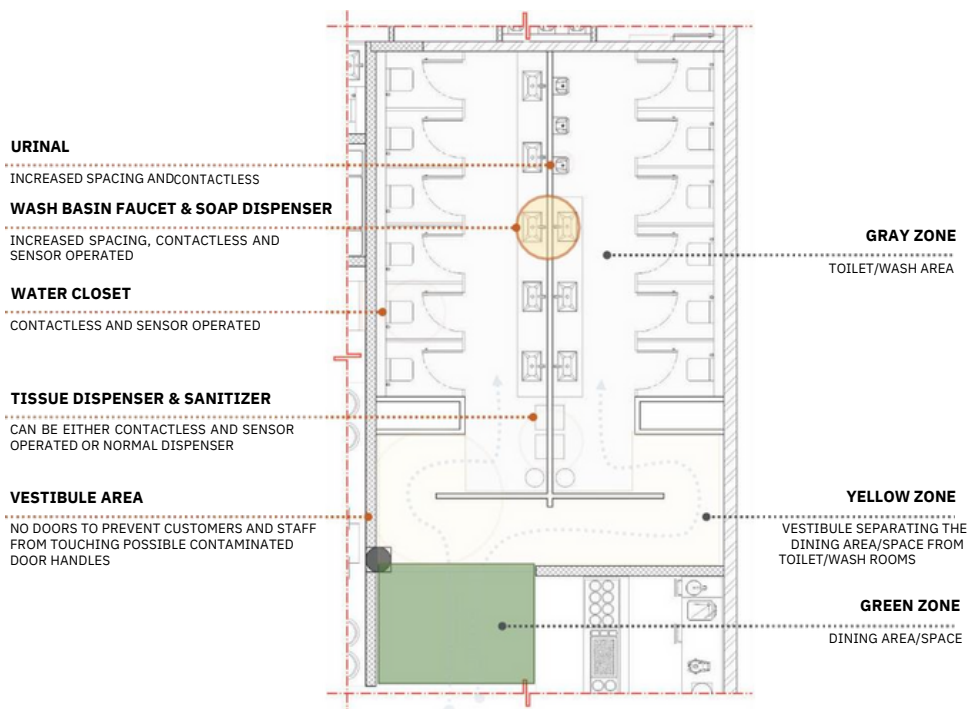 URINAL
INCREASED SPACING ANDCONTACTLESS
WASH BASIN FAUCET & SOAP DISPENSER
INCREASED SPACING, CONTACTLESS AND
SENSOR OPERATED
WATER CLOSET
CONTACTLESS AND SENSOR OPERATED
TISSUE DISPENSER & SANITIZER
CAN BE EITHER CONTACTLESS AND SENSOR
OPERATED OR NORMAL DISPENSER
VESTIBULE AREA
NO DOORS TO PREVENT CUSTOMERS AND STAFF
FROM TOUCHING POSSIBLE CONTAMINATED
DOOR HANDLES
GRAY ZONE
TOILET/WASH AREA
YELLOW ZONE
VESTIBULE SEPARATING THE
DINING AREA/SPACE FROM
TOILET/WASH ROOMS
GREEN ZONE
DINING AREA/SPACE